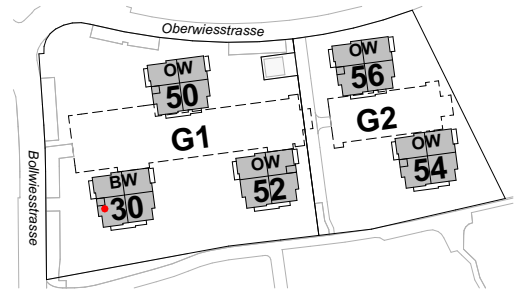 Oberwiesstrasse
OW
50
OW
56
G1
G2
Bollwiesstrasse
BW
30
OW
52
OW
54